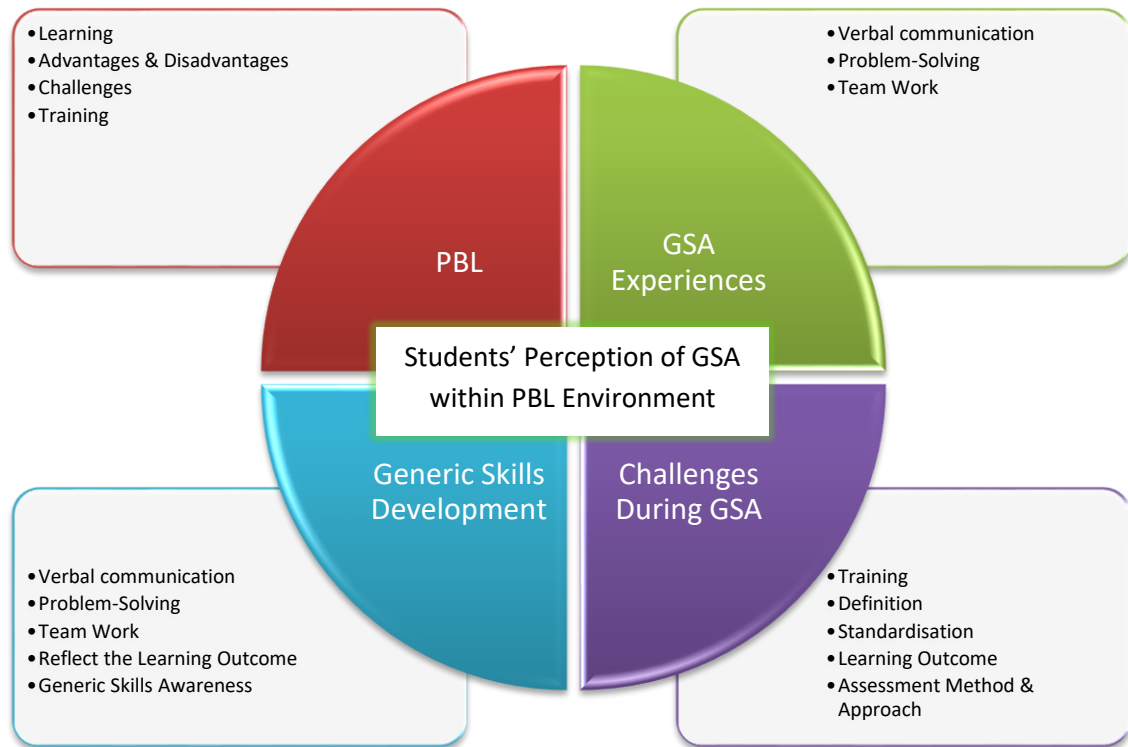 •Learning
•Advantages & Disadvantages
•Challenges
•Training
•Verbal communication
•Problem-Solving
•Team Work
PBL
GSA
Experiences
Students’ Perception of GSA
within PBL Environment
Generic Skills
Development
Challenges
During GSA
•Verbal communication
•Problem-Solving
•Team Work
•Reflect the Learning Outcome
•Generic Skills Awareness
•Training
•Definition
•Standardisation
•Learning Outcome
•Assessment Method &
Approach